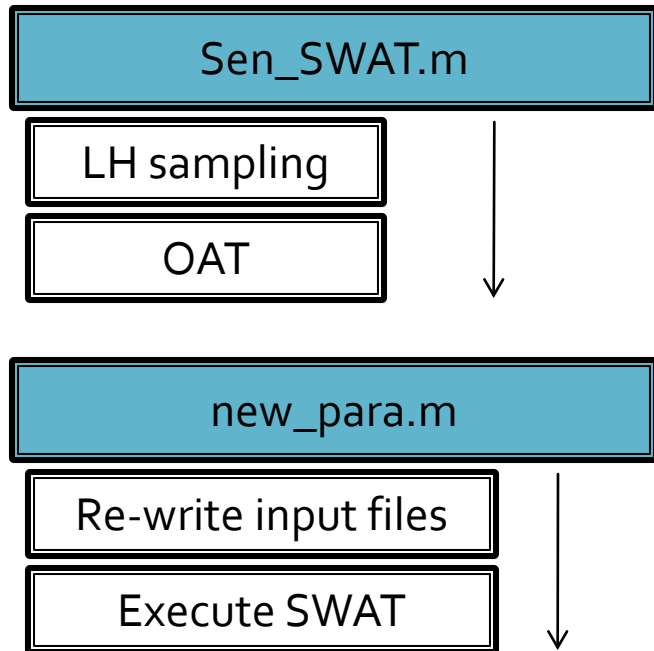 Sen_SWAT.m
LH sampling
OAT
new_para.m
Re-write input files
Execute SWAT